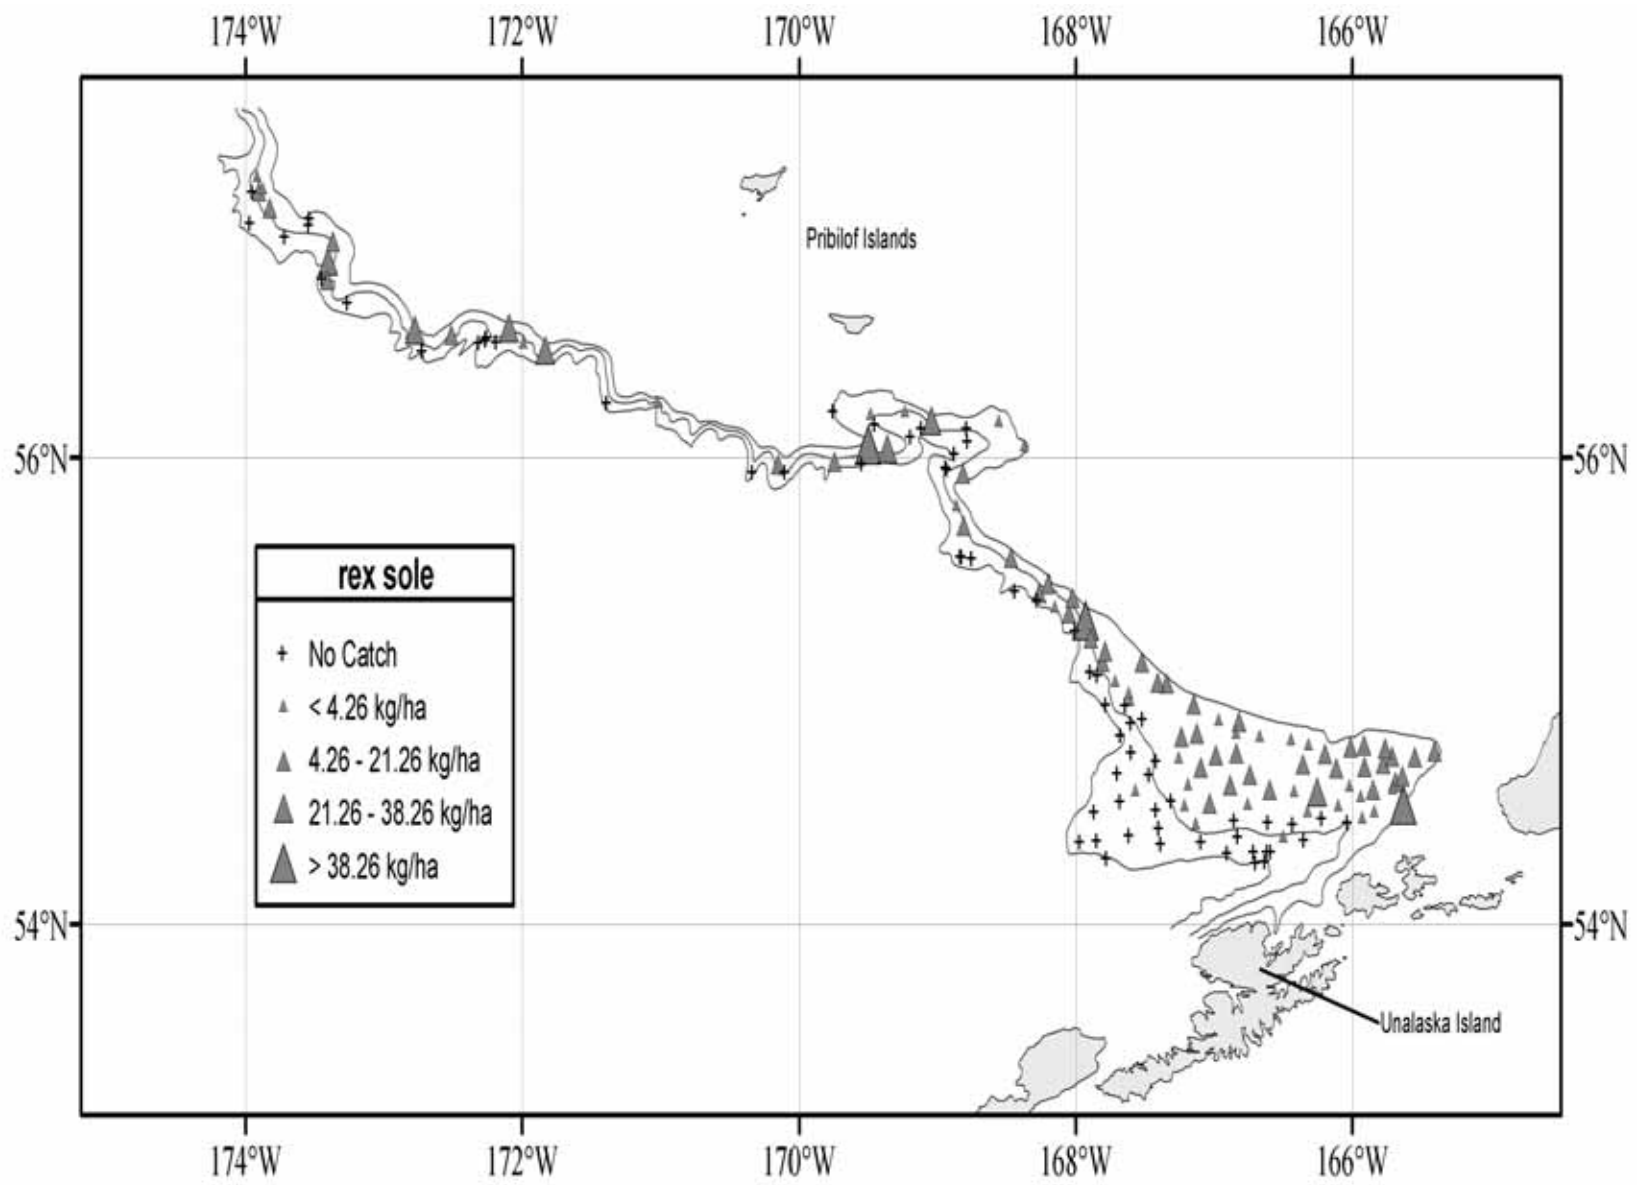 174°W 172°W 170°W 168°W 166°W
Pribilof Islands
56°N 56°N
rex sole
No Catch
< 4.26 kg/ha
4.26 - 21.26 kg/ha
21.26 - 38.26 kg/ha
> 38.26 kg/ha
54°N 54°N
Unalaska Island
174°W 172°W 170°W 168°W 166°W